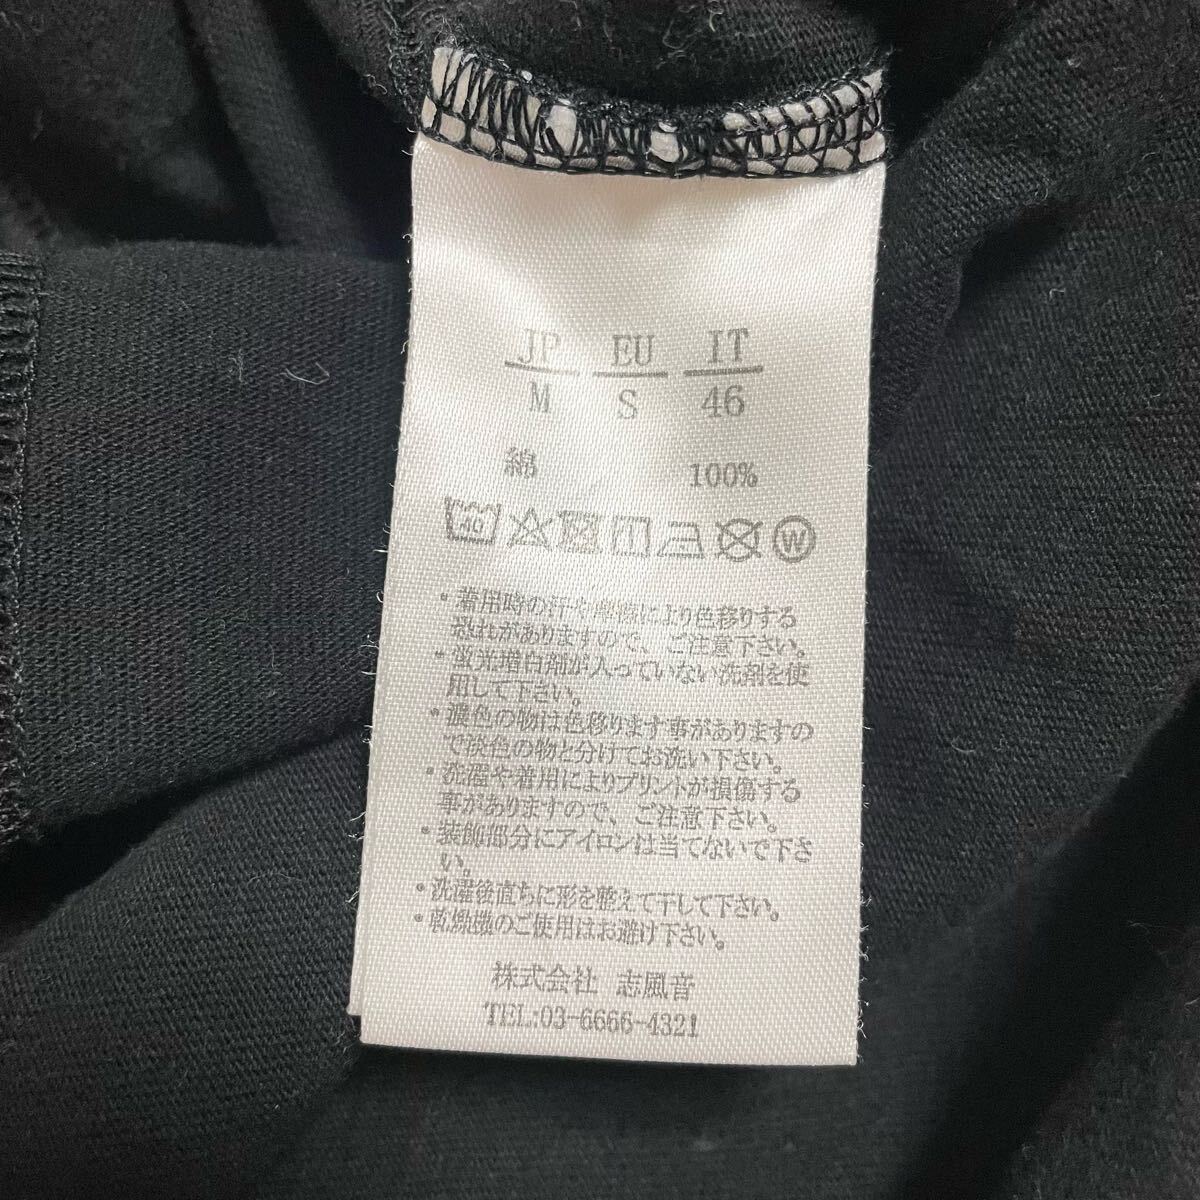 JP EU IT
M S 46
綿 100%
40 W
・着用時の汗や摩擦により色移りする
恐れがありますので、ご注意下さい。
・蛍光増白剤が入っていない洗剤を使
用して下さい。
・濃色の物は色移ります事がありますの
で淡色の物と分けてお洗い下さい。
・洗濯や着用によりプリントが損傷する
事がありますので、ご注意下さい。
・装飾部分にアイロンは当てないで下さ
い。
・洗濯後直ちに形を整えて干して下さい。
・乾燥機のご使用はお避け下さい。
株式会社 志風音
TEL:03-6666-4321